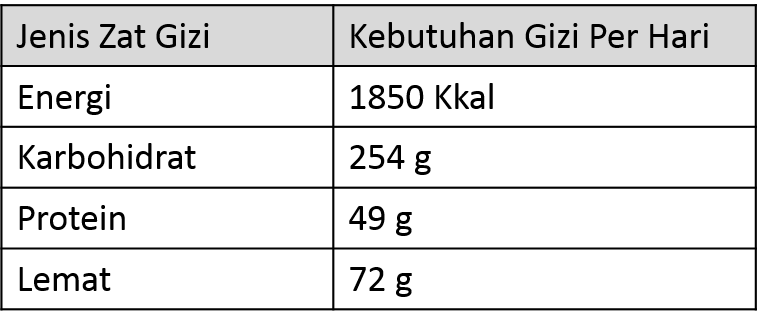 Jenis Zat Gizi Kebutuhan Gizi Per Hari
Energi 1850 Kkal
Karbohidrat 254 g
Protein 49 g
Lemat 72 g